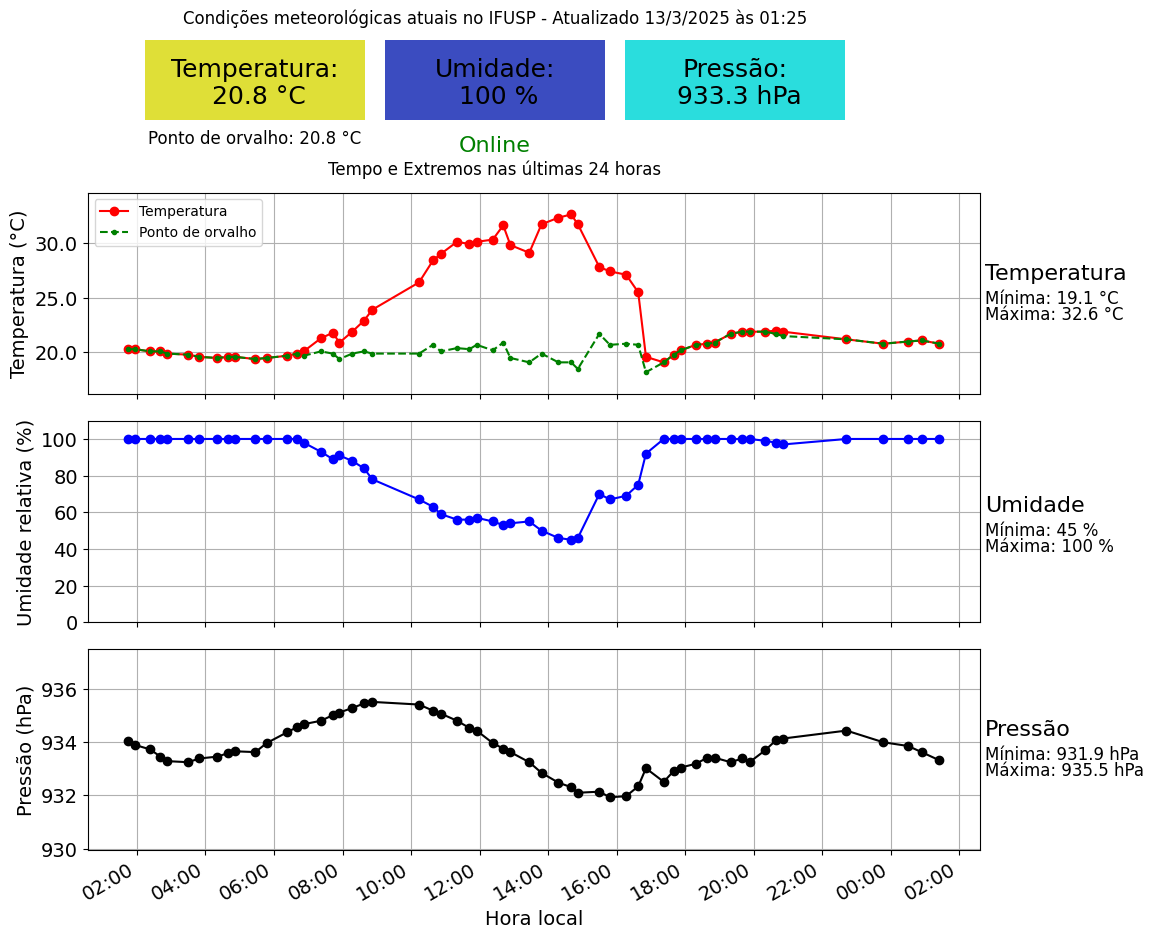 Condições meteorológicas atuais no IFUSP - Atualizado 13/3/2025 às 01:25
Temperatura:
20.8 °C
Umidade:
100 %
Pressão:
933.3 hPa
Ponto de orvalho: 20.8 °C
Online
Tempo e Extremos nas últimas 24 horas
Temperatura
Ponto de orvalho
Temperatura (°C)
30.0
25.0
20.0
Temperatura
Mínima: 19.1 °C
Máxima: 32.6 °C
Umidade relativa (%)
100
80
60
40
20
0
Umidade
Mínima: 45 %
Máxima: 100 %
Pressão (hPa)
936
934
932
930
Pressão
Mínima: 931.9 hPa
Máxima: 935.5 hPa
02:00 04:00 06:00 08:00 10:00 12:00 14:00 16:00 18:00 20:00 22:00 00:00 02:00
Hora local